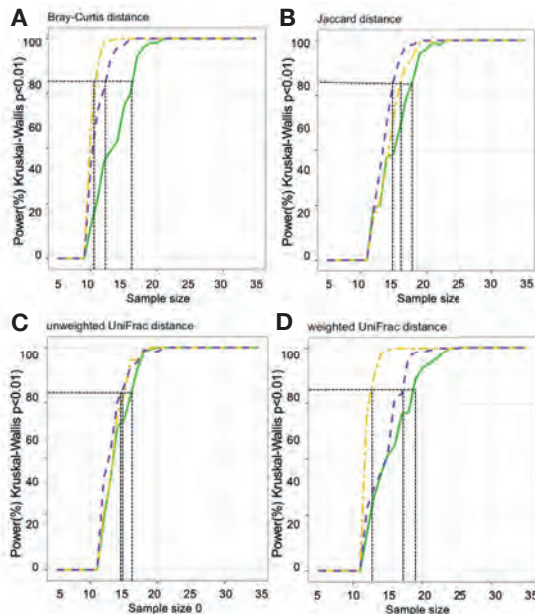 A
Bray-Curtis distance
Power(%) Kruskal-Wallis p<0.01)
100
80
60
40
20
0
5 10 15 20 25 30 35
Sample size
B
Jaccard distance
Power(%) Kruskal-Wallis p<0.01)
100
80
60
40
20
0
5 10 15 20 25 30 35
Sample size
C
unweighted UniFrac distance
Power(%) Kruskal-Wallis p<0.01)
100
80
60
40
20
0
5 10 15 20 25 30 35
Sample size 0
D
weighted UniFrac distance
Power(%) Kruskal-Wallis p<0.01)
100
80
60
40
20
0
5 10 15 20 25 30 35
Sample size